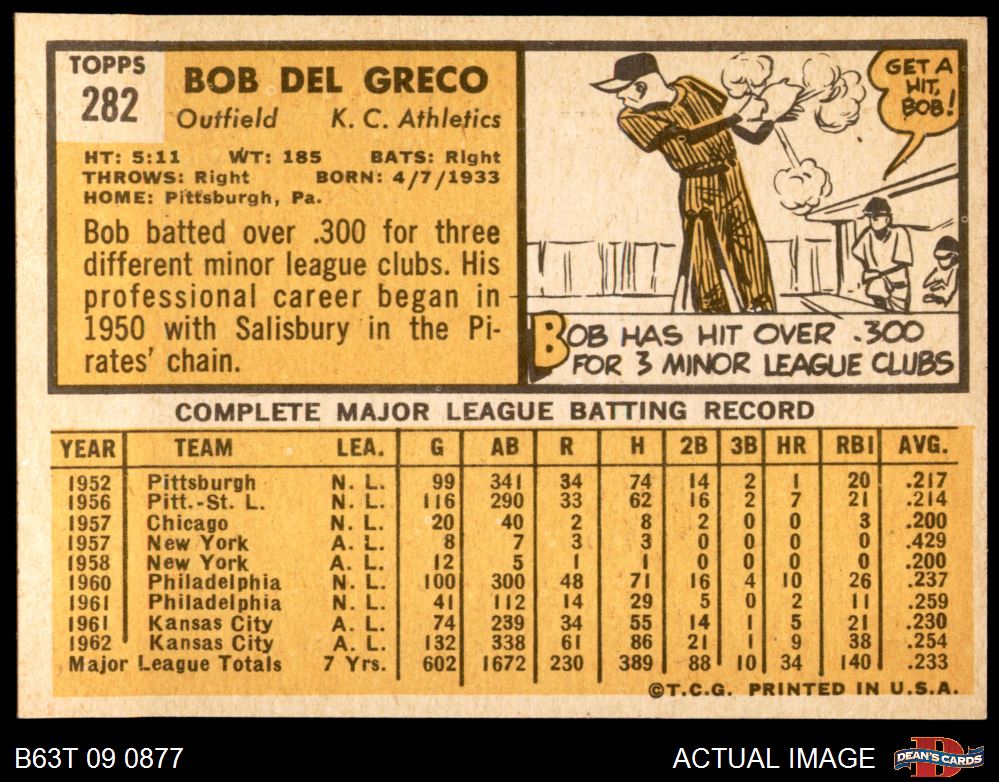 TOPPS
282
BOB DEL GRECO
Outfield K. C. Athletics
HT: 5:11 WT: 185 BATS: Right
THROWS: Right BORN: 4/7/1933
HOME: Pittsburgh, Pa.
Bob batted over .300 for three
different minor league clubs. His
professional career began in
1950 with Salisbury in the Pi-
rates' chain.
GET A
HIT,
BOB!
BOB HAS HIT OVER .300
FOR 3 MINOR LEAGUE CLUBS
COMPLETE MAJOR LEAGUE BATTING RECORD
YEAR TEAM LEA. G AB R H 2B 3B HR RBI AVG.
1952 Pittsburgh N. L. 99 341 34 74 14 2 1 20 .217
1956 Pitt.-St. L. N. L. 116 290 33 62 16 2 7 21 .214
1957 Chicago N. L. 20 40 2 8 2 0 0 3 .200
1957 New York A. L. 8 7 3 3 0 0 0 0 .429
1958 New York A. L. 12 5 1 1 0 0 0 0 .200
1960 Philadelphia N. L. 100 300 48 71 16 4 10 26 .237
1961 Philadelphia N. L. 41 112 14 29 5 0 2 11 .259
1961 Kansas City A. L. 74 239 34 55 14 1 5 21 .230
1962 Kansas City A. L. 132 338 61 86 21 1 9 38 .254
Major League Totals 7 Yrs. 602 1672 230 389 88 10 34 140 .233
©T.C.G. PRINTED IN U.S.A.
B63T 09 0877
ACTUAL IMAGE
DEAN'S CARDS